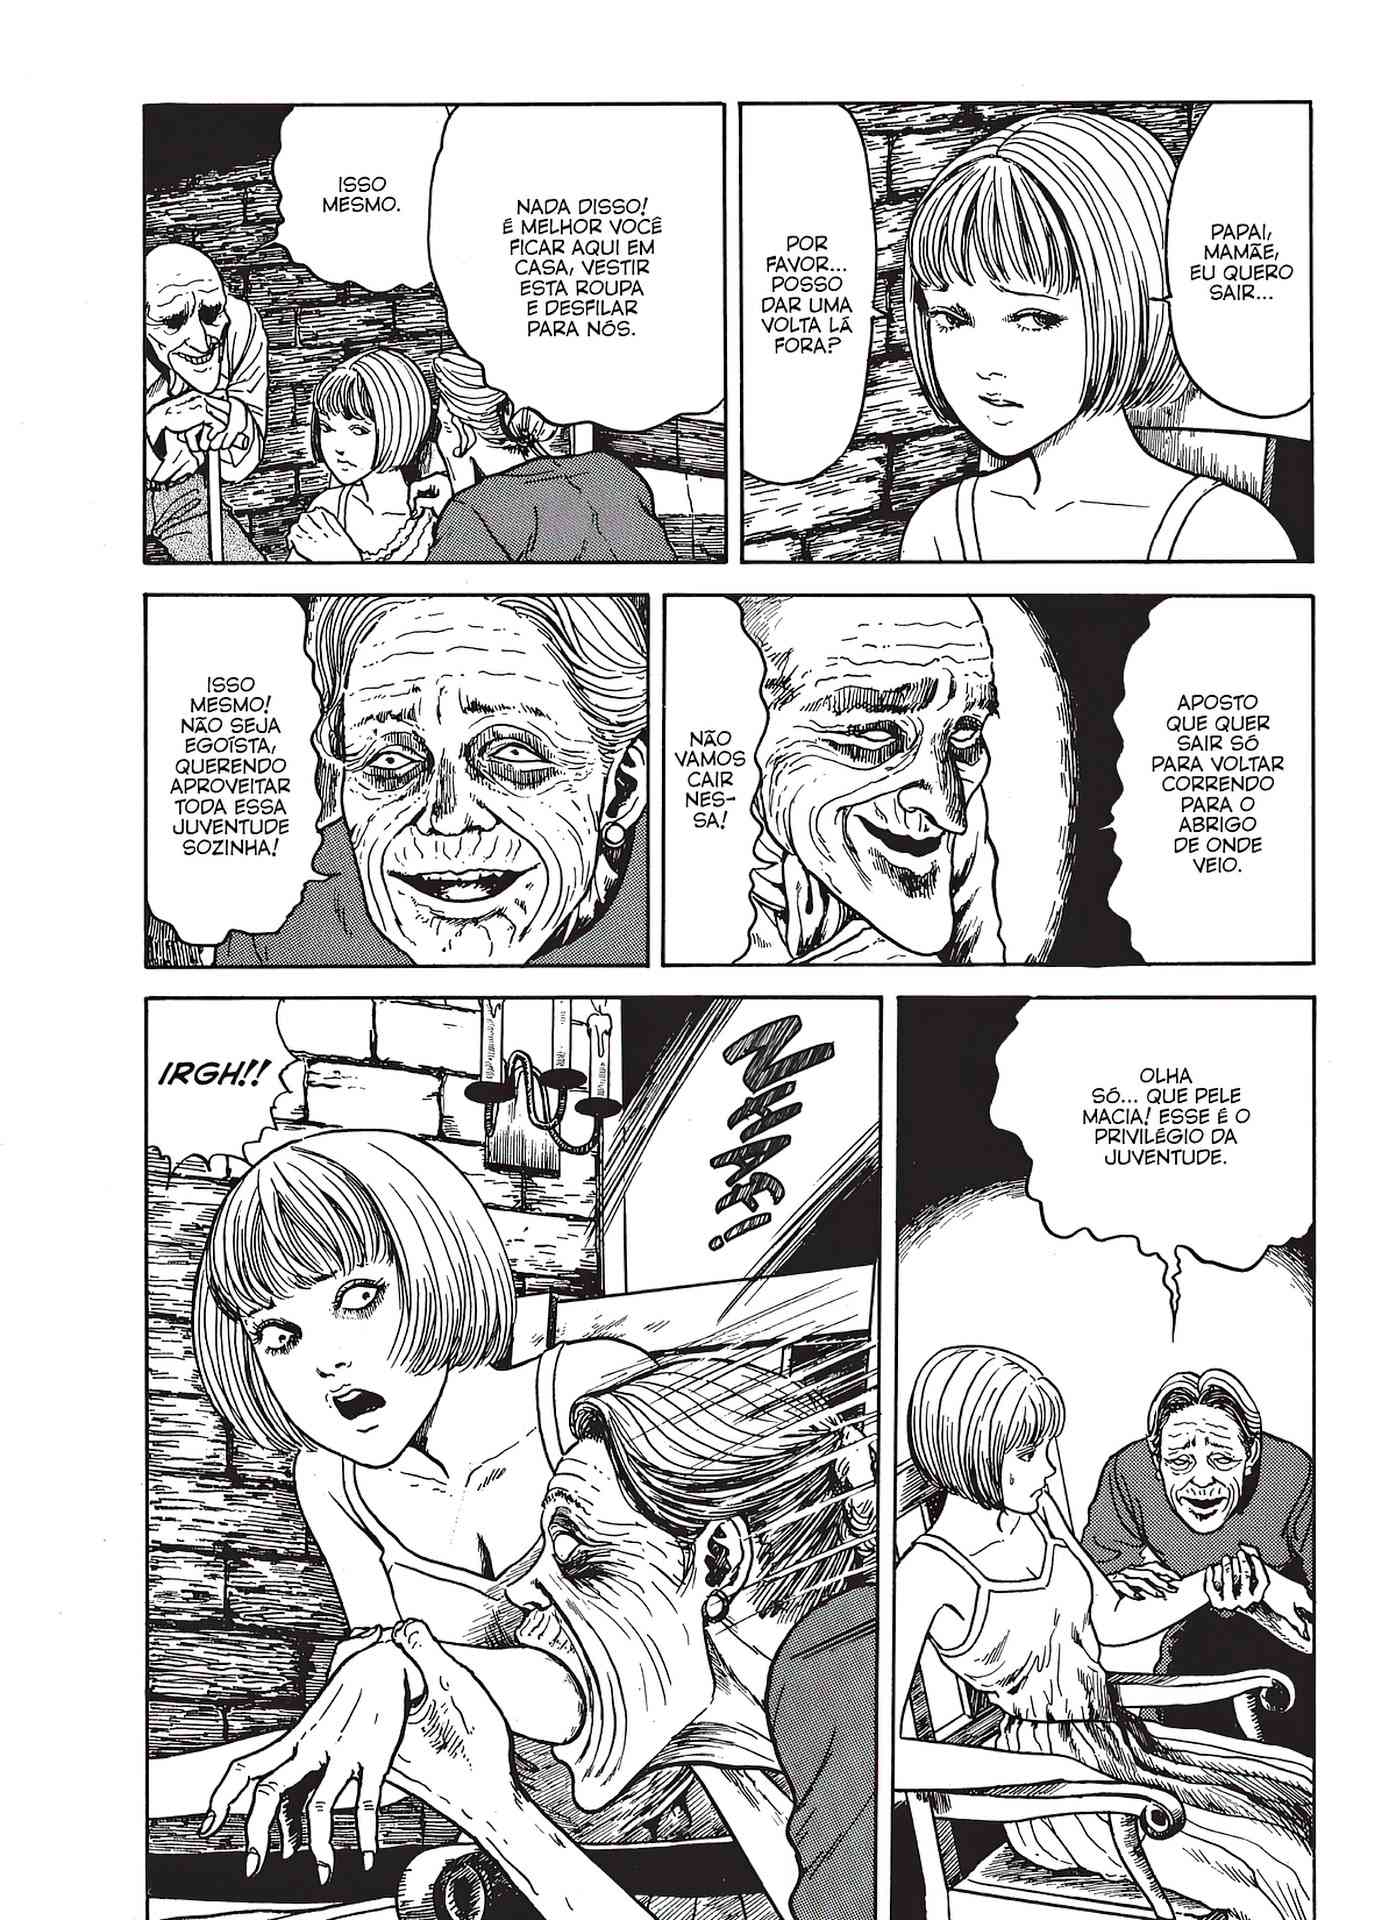 PAPAI,
MAMÃE,
EU QUERO
SAIR...
POR
FAVOR...
POSSO
DAR UMA
VOLTA LÁ
FORA?
NADA DISSO!
É MELHOR VOCÊ
FICAR AQUI EM
CASA, VESTIR
ESTA ROUPA
E DESFILAR
PARA NÓS.
ISSO
MESMO.
APOSTO
QUE QUER
SAIR SÓ
PARA VOLTAR
CORRENDO
PARA O
ABRIGO
DE ONDE
VEIO.
NÃO
VAMOS
CAIR
NES-
SA!
ISSO
MESMO!
NÃO SEJA
EGOÍSTA,
QUERENDO
APROVEITAR
TODA ESSA
JUVENTUDE
SOZINHA!
OLHA
SÓ... QUE PELE
MACIA! ESSE É O
PRIVILÉGIO DA
JUVENTUDE.
NHAC!
IRGH!!